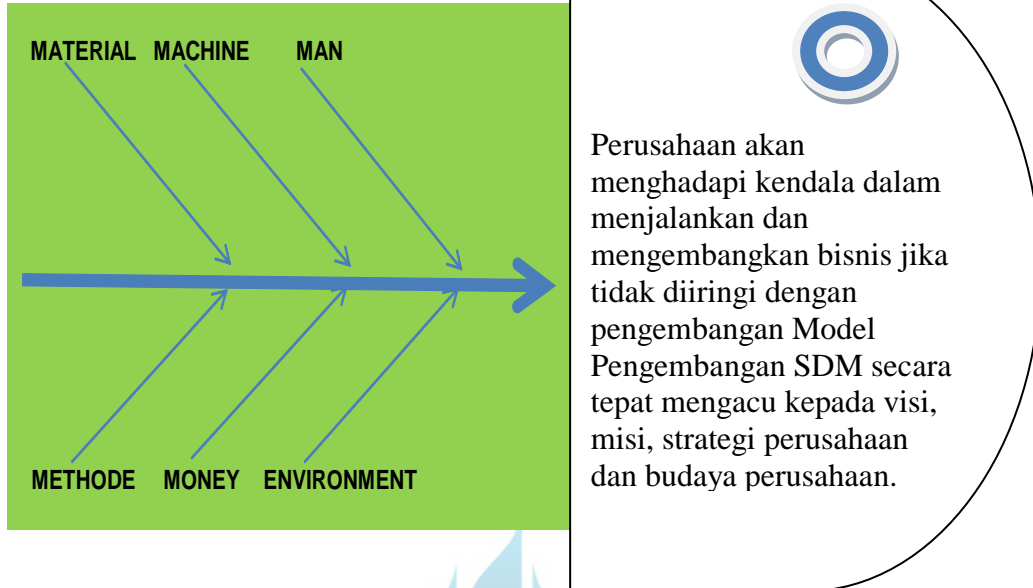 MATERIAL MACHINE MAN
METHODE MONEY ENVIRONMENT
Perusahaan akan
menghadapi kendala dalam
menjalankan dan
mengembangkan bisnis jika
tidak diiringi dengan
pengembangan Model
Pengembangan SDM secara
tepat mengacu kepada visi,
misi, strategi perusahaan
dan budaya perusahaan.